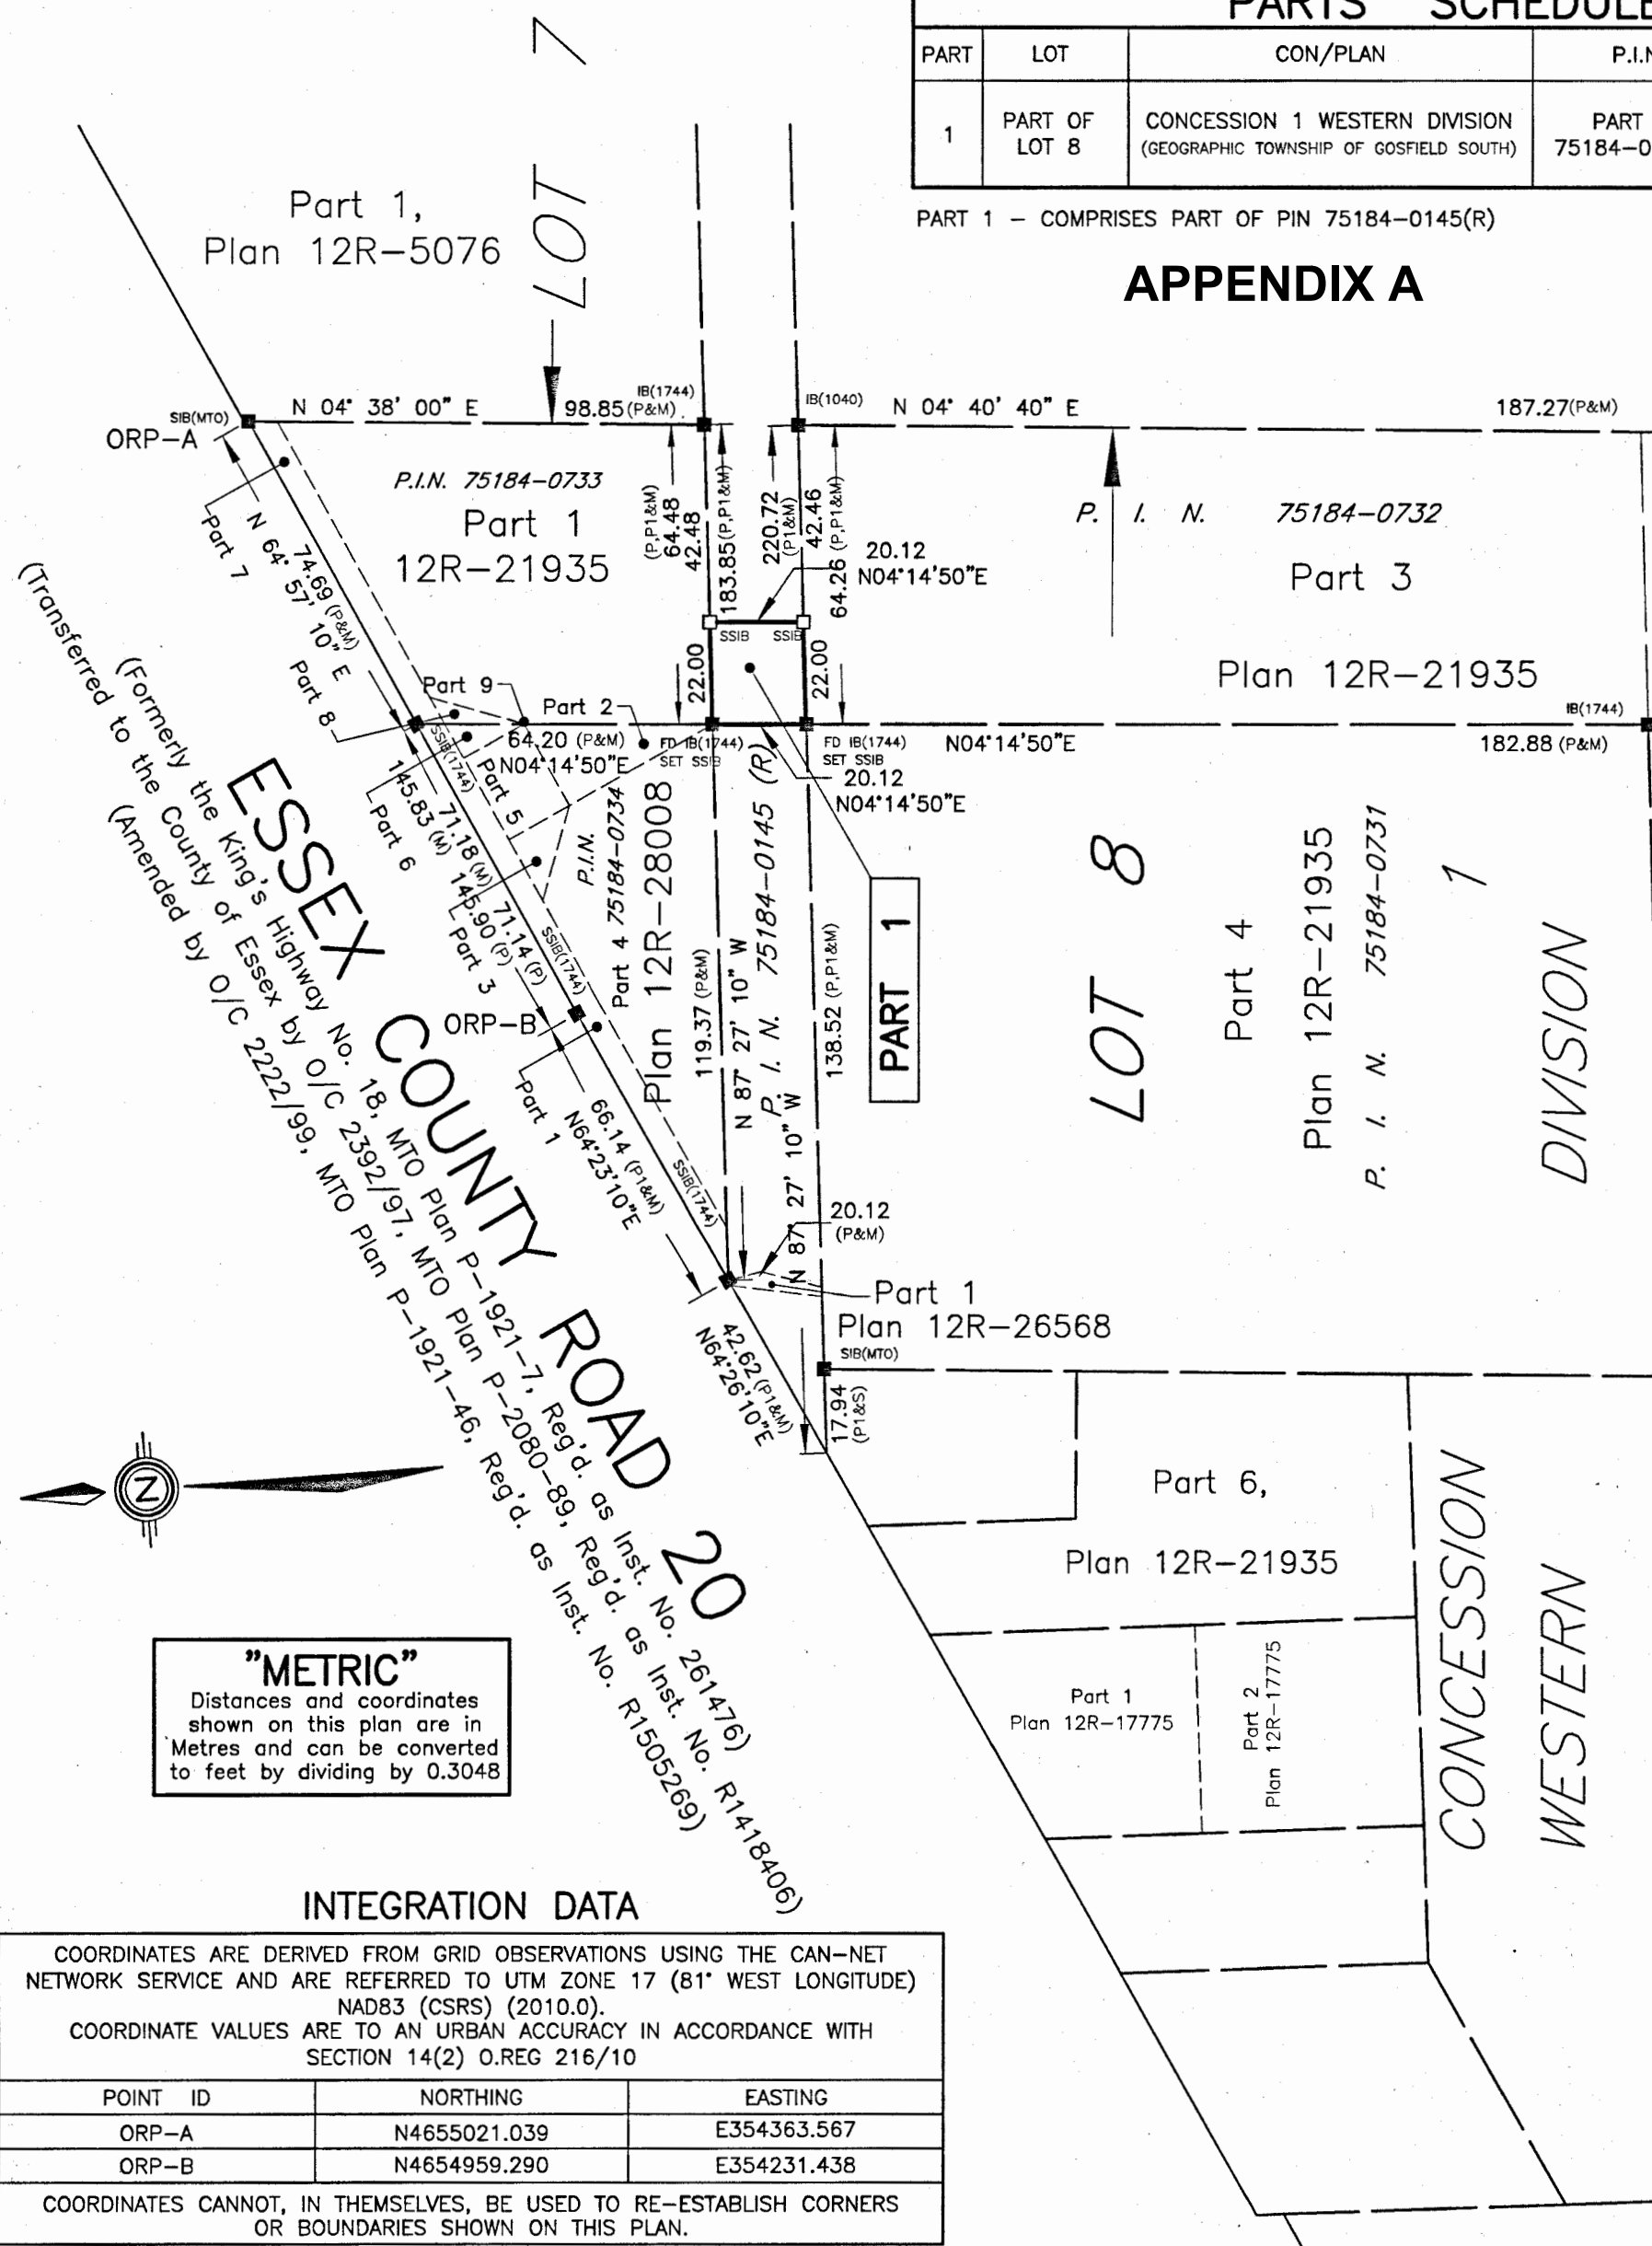 PARTS SCHEDULE
PART LOT CON/PLAN P.I.N
1 PART OF LOT 8 CONCESSION 1 WESTERN DIVISION PART
(GEOGRAPHIC TOWNSHIP OF GOSFIELD SOUTH) 75184-0
PART 1 - COMPRISES PART OF PIN 75184-0145(R)
APPENDIX A
LOT 7
Part 1,
Plan 12R-5076
SIB(MTO)
ORP-A
N 04° 38' 00" E
98.85 (P&M)
IB(1744)
IB(1040)
N 04° 40' 40" E
187.27(P&M)
P.I.N. 75184-0733
Part 1
12R-21935
(P,P1&M)
64.48
42.48
183.85(P,P1&M)
220.72
(P1&M)
42.46
64.26 (P,P1&M)
20.12
N04°14'50"E
P. I. N. 75184-0732
Part 3
Plan 12R-21935
Part 7
74.69 (P&M)
N 64° 57' 10" E
Part 8
SSIB SSIB
22.00
22.00
Part 9
Part 2
64.20 (P&M)
N04°14'50"E
FD IB(1744)
SET SSIB
FD IB(1744)
SET SSIB
20.12
N04°14'50"E
N04°14'50"E
IB(1744)
182.88 (P&M)
SSIB(1744)
Part 5
Part 6
71.18 (M)
145.83 (M)
71.14 (P)
145.90 (P)
Part 3
SSIB(1744)
ORP-B
Part 1
P.I.N.
75184-0734
Part 4
Plan 12R-28008
119.37 (P&M)
N 87° 27' 10" W
P. I. N. 75184-0145 (R)
N 87° 27' 10" W
138.52 (P,P1&M)
PART 1
LOT 8
Part 4
Plan 12R-21935
P. I. N. 75184-0731
1
DIVISION
66.14 (P1&M)
N64°23'10"E
SSIB(1744)
20.12
(P&M)
Part 1
Plan 12R-26568
SIB(MTO)
42.62 (P1&M)
N64°26'10"E
17.94
(P1&S)
ESSEX COUNTY ROAD 20
(Formerly the King's Highway No. 18, MTO Plan P-1921-7, Reg'd. as Inst. No. 261476)
(Transferred to the County of Essex by O/C 2392/97, MTO Plan P-2080-89, Reg'd. as Inst. No. R1418406)
(Amended by O/C 2222/99, MTO Plan P-1921-46, Reg'd. as Inst. No. R1505269)
Z
Part 6,
Plan 12R-21935
Part 1
Plan 12R-17775
Part 2
Plan 12R-17775
CONCESSION
WESTERN
"METRIC"
Distances and coordinates
shown on this plan are in
Metres and can be converted
to feet by dividing by 0.3048
INTEGRATION DATA
COORDINATES ARE DERIVED FROM GRID OBSERVATIONS USING THE CAN-NET
NETWORK SERVICE AND ARE REFERRED TO UTM ZONE 17 (81° WEST LONGITUDE)
NAD83 (CSRS) (2010.0).
COORDINATE VALUES ARE TO AN URBAN ACCURACY IN ACCORDANCE WITH
SECTION 14(2) O.REG 216/10
POINT ID NORTHING EASTING
ORP-A N4655021.039 E354363.567
ORP-B N4654959.290 E354231.438
COORDINATES CANNOT, IN THEMSELVES, BE USED TO RE-ESTABLISH CORNERS
OR BOUNDARIES SHOWN ON THIS PLAN.